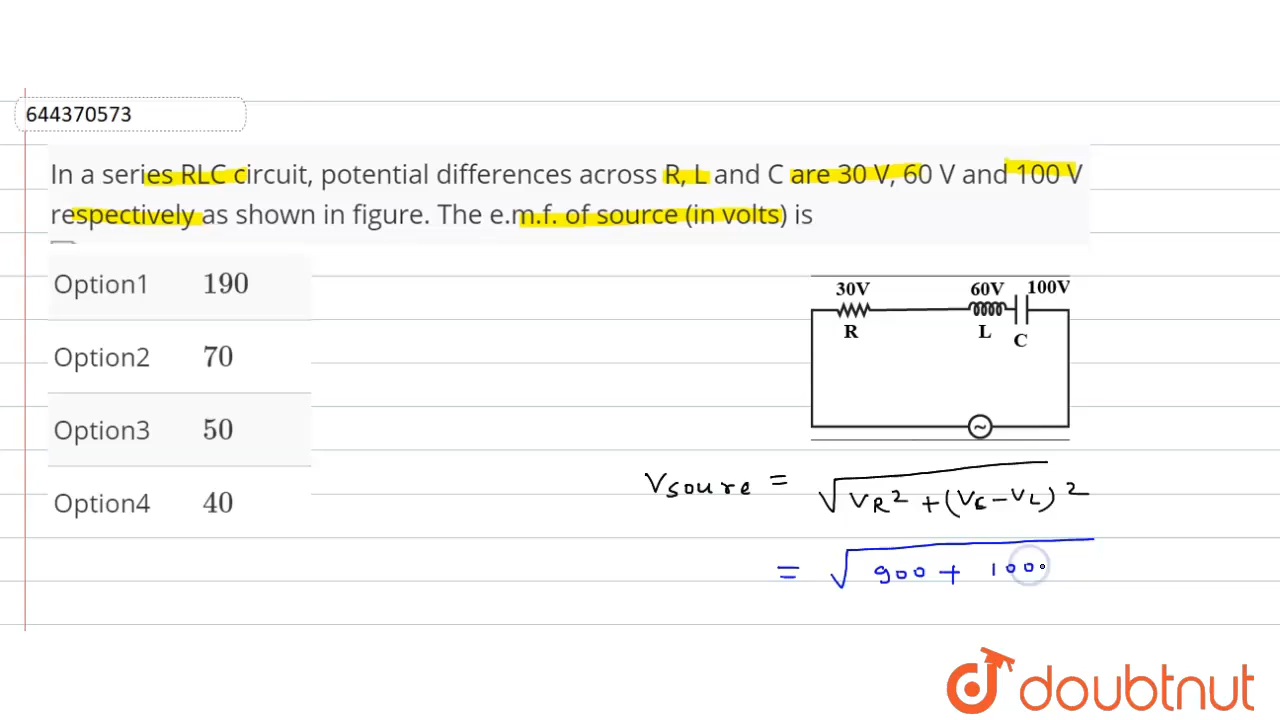 644370573
In a series RLC circuit, potential differences across R, L and C are 30 V, 60 V and 100 V
respectively as shown in figure. The e.m.f. of source (in volts) is
Option1 190
Option2 70
Option3 50
Option4 40
30V 60V 100V
R L C
~
Vsoure = √VR² + (Vc - VL)²
= √900 + 100
doubtnut